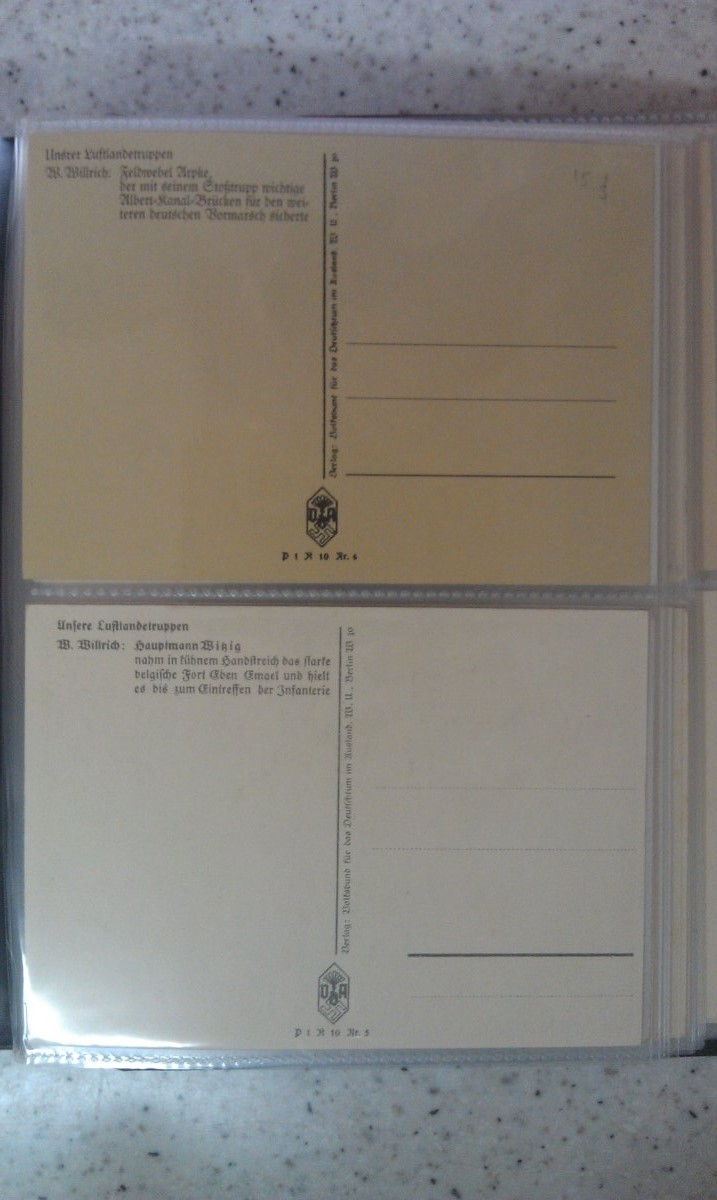 Unsrer Luftlandetruppen
W. Willrich: Feldwebel Arpke,
der mit seinem Stoßtrupp wichtige
Albert-Kanal-Brücken für den wei-
teren deutschen Vormarsch sicherte
Verlag: Volksbund für das Deutschtum im Ausland, W. U., Berlin W 30
15
D A
P 1 R 10 Nr. 4
Unsere Luftlandetruppen
W. Willrich: Hauptmann Witzig
nahm in kühnem Handstreich das starke
belgische Fort Eben Emael und hielt
es bis zum Eintreffen der Infanterie
Verlag: Volksbund für das Deutschtum im Ausland, W. U., Berlin W 30
D A
P 1 R 10 Nr. 5